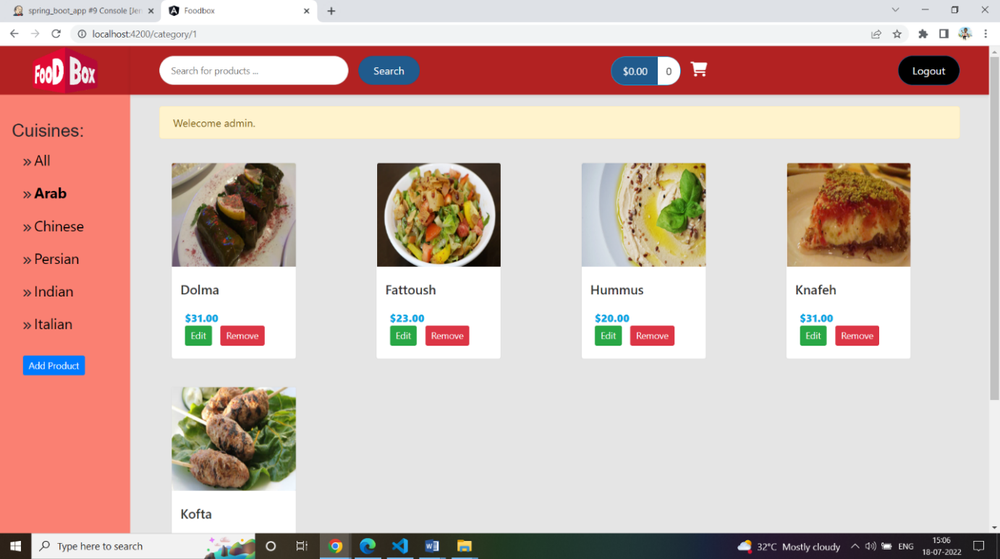 spring_boot_app #9 Console [Jen
Foodbox
localhost:4200/category/1
FooD Box
Search for products ...
Search
$0.00 0
Logout
Cuisines:
» All
» Arab
» Chinese
» Persian
» Indian
» Italian
Add Product
Welecome admin.
Dolma
$31.00
Edit Remove
Fattoush
$23.00
Edit Remove
Hummus
$20.00
Edit Remove
Knafeh
$31.00
Edit Remove
Kofta
Type here to search
32°C Mostly cloudy
ENG
15:06
18-07-2022